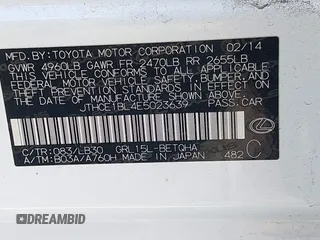 MFD. BY: TOYOTA MOTOR CORPORATION 02/14
GVWR 4960LB GAWR FR 2470LB RR 2655LB
THIS VEHICLE CONFORMS TO ALL APPLICABLE
FEDERAL MOTOR VEHICLE SAFETY, BUMPER, AND
THEFT PREVENTION STANDARDS IN EFFECT ON
THE DATE OF MANUFACTURE SHOWN ABOVE.
JTHCE1BL4E5023639 PASS.CAR
C/TR: 083/LB30 GRL15L-BETQHA
A/TM: B03A/A760H MADE IN JAPAN 482 C